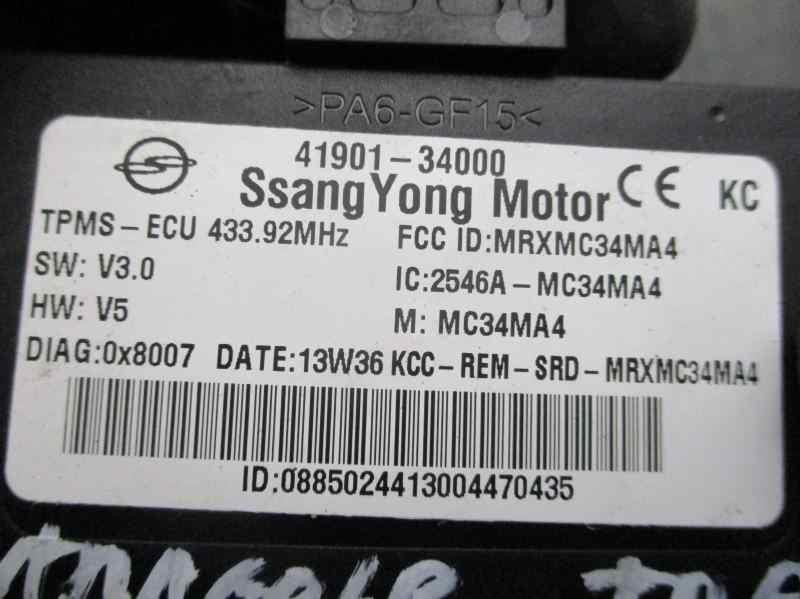 >PA6-GF15<
41901-34000
SsangYong Motor CE KC
TPMS-ECU 433.92MHz FCC ID:MRXMC34MA4
SW: V3.0 IC:2546A-MC34MA4
HW: V5 M: MC34MA4
DIAG:0x8007 DATE:13W36 KCC-REM-SRD-MRXMC34MA4
ID:0885024413004470435